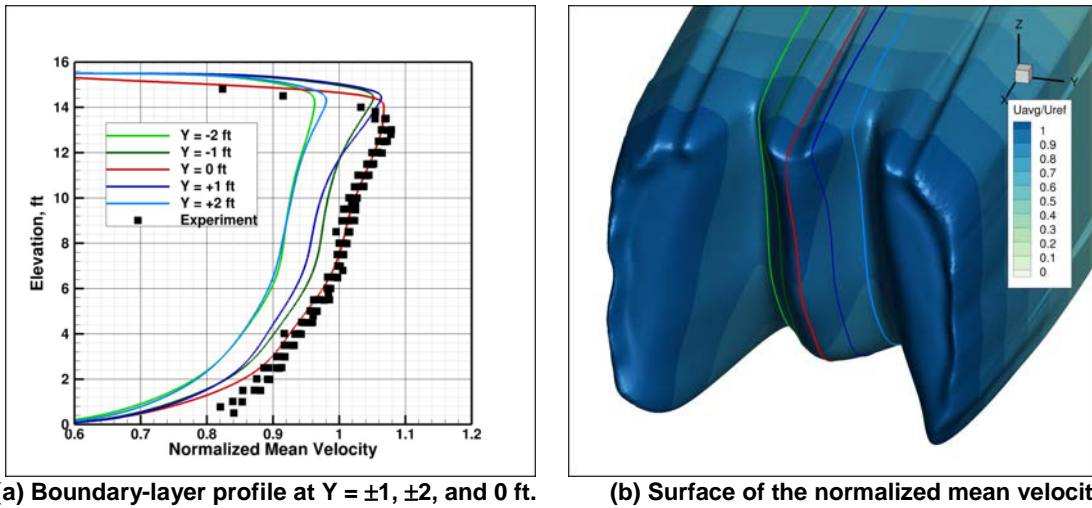 16
14
12
10
8
6
4
2
0
Elevation, ft
Y = -2 ft
Y = -1 ft
Y = 0 ft
Y = +1 ft
Y = +2 ft
Experiment
0.6 0.7 0.8 0.9 1 1.1 1.2
Normalized Mean Velocity
Z
Y
X
Uavg/Uref
1
0.9
0.8
0.7
0.6
0.5
0.4
0.3
0.2
0.1
0
a) Boundary-layer profile at Y = ±1, ±2, and 0 ft.
(b) Surface of the normalized mean velocit